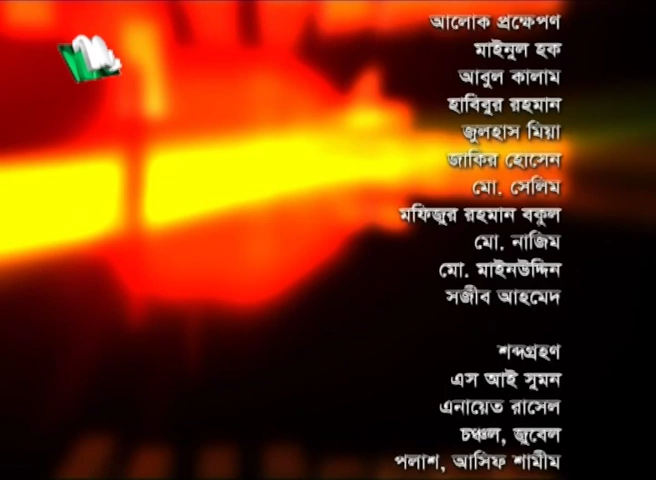 আলোক প্রক্ষেপণ
মাইনুল হক
আবুল কালাম
হাবিবুর রহমান
জুলহাস মিয়া
জাকির হোসেন
মো. সেলিম
মফিজুর রহমান বকুল
মো. নাজিম
মো. মাইনউদ্দিন
সজীব আহমেদ
শব্দগ্রহণ
এস আই সুমন
এনায়েত রাসেল
চঞ্চল, জুবেল
পলাশ, আসিফ শামীম